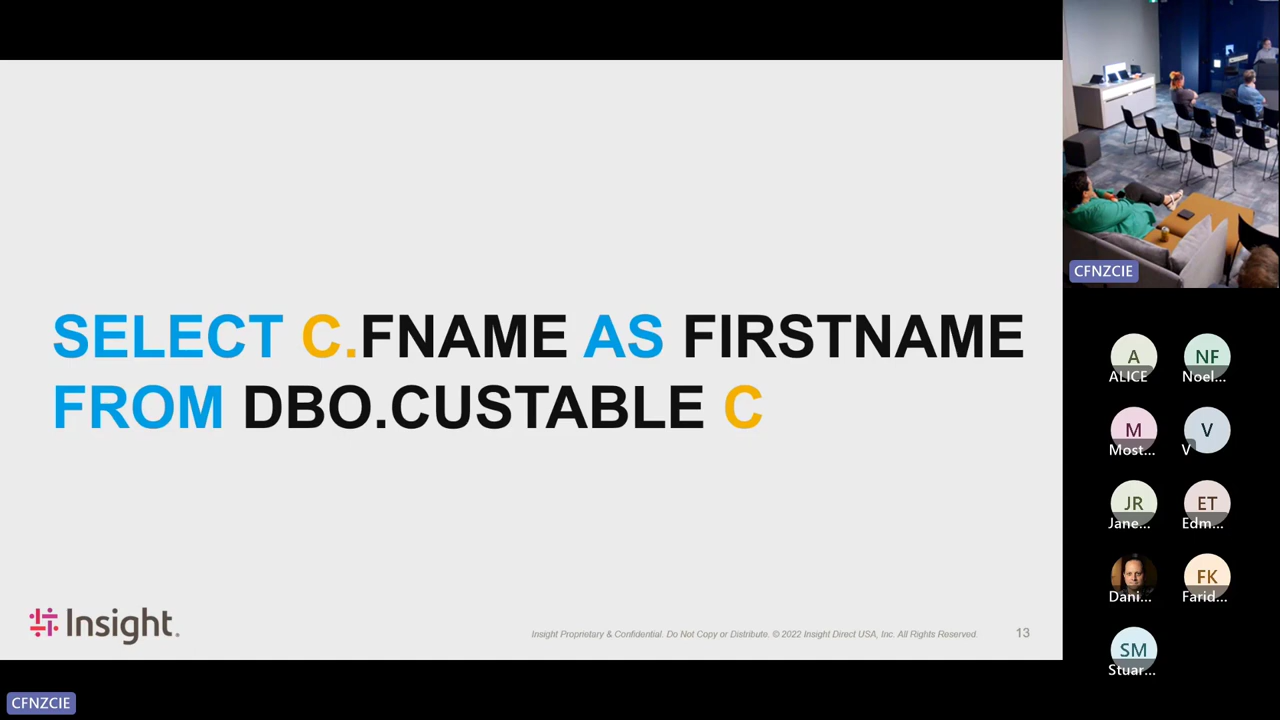 SELECT C.FNAME AS FIRSTNAME
FROM DBO.CUSTABLE C
Insight.
Insight Proprietary & Confidential. Do Not Copy or Distribute. © 2022 Insight Direct USA, Inc. All Rights Reserved.
13
CFNZCIE
CFNZCIE
A
ALICE
NF
Noel...
M
Most...
V
V
JR
Jane...
ET
Edm...
Dani...
FK
Farid...
SM
Stuar...